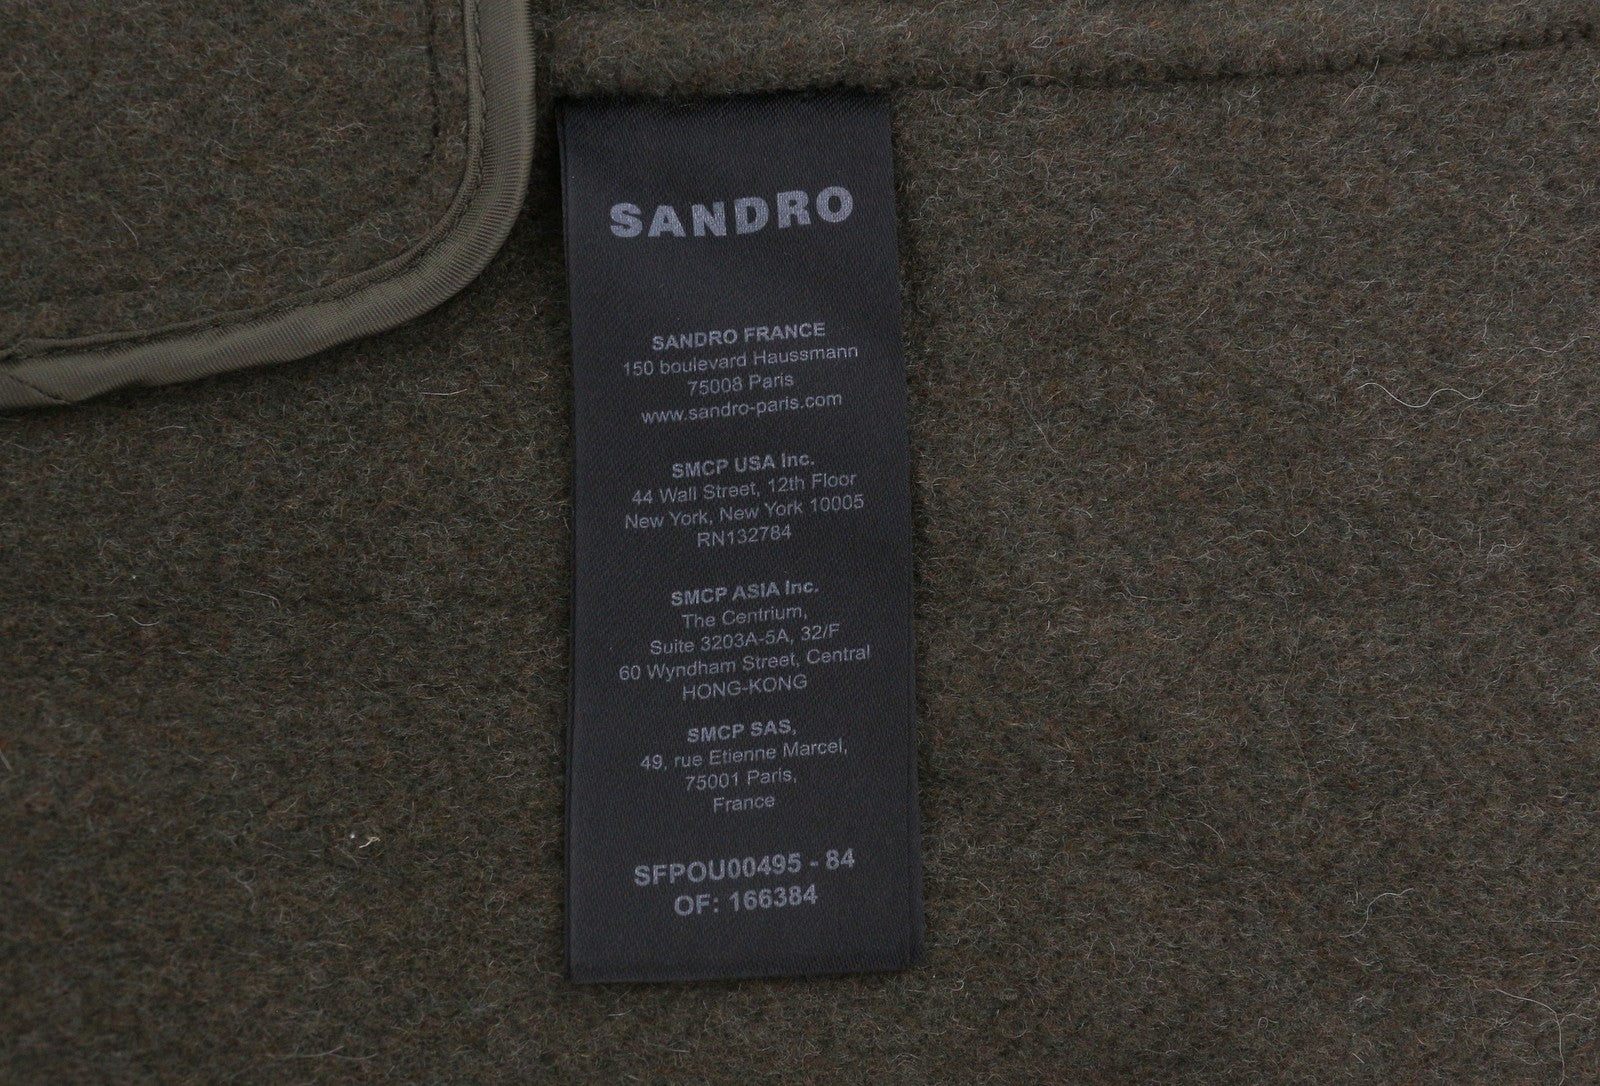 SANDRO
SANDRO FRANCE
150 boulevard Haussmann
75008 Paris
www.sandro-paris.com
SMCP USA Inc.
44 Wall Street, 12th Floor
New York, New York 10005
RN132784
SMCP ASIA Inc.
The Centrium,
Suite 3203A-5A, 32/F
60 Wyndham Street, Central
HONG-KONG
SMCP SAS,
49, rue Etienne Marcel,
75001 Paris,
France
SFPOU00495 - 84
OF: 166384